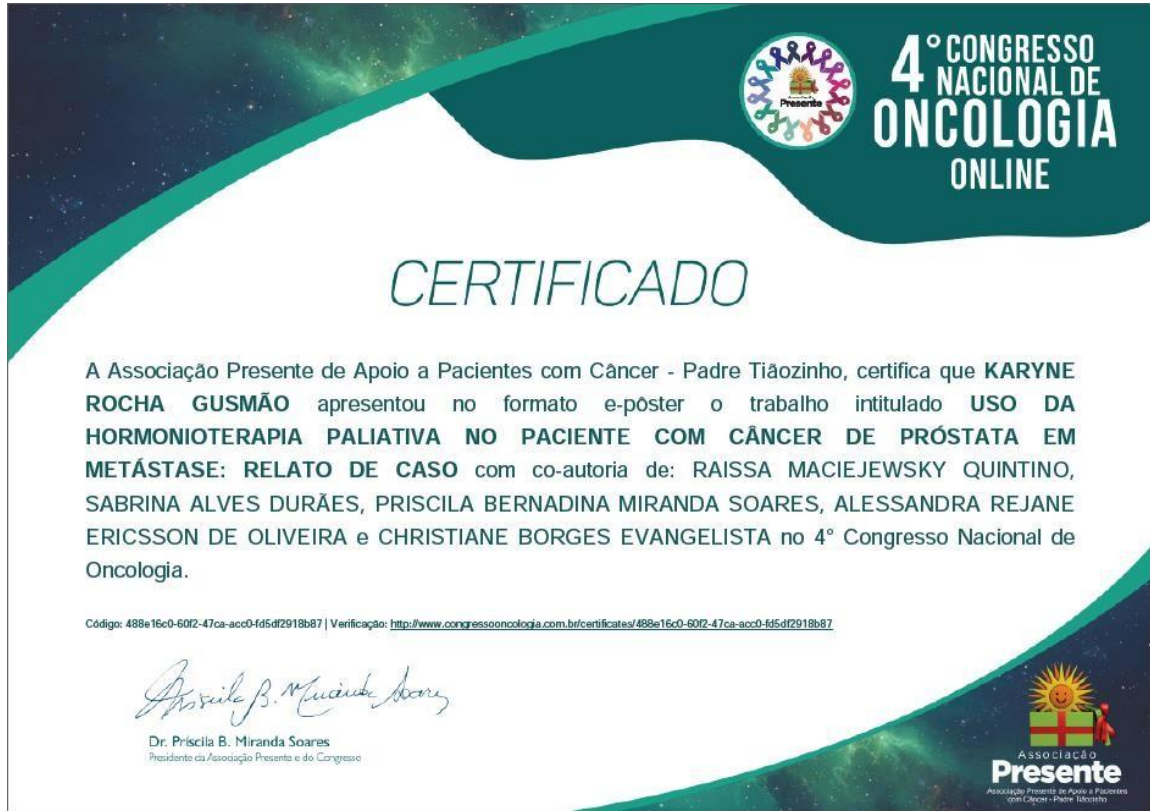 4° CONGRESSO
NACIONAL DE
ONCOLOGIA
ONLINE
Presente
CERTIFICADO
A Associação Presente de Apoio a Pacientes com Câncer - Padre Tiãozinho, certifica que KARYNE
ROCHA GUSMÃO apresentou no formato e-pôster o trabalho intitulado USO DA
HORMONIOTERAPIA PALIATIVA NO PACIENTE COM CÂNCER DE PRÓSTATA EM
METÁSTASE: RELATO DE CASO com co-autoria de: RAISSA MACIEJEWSKY QUINTINO,
SABRINA ALVES DURÃES, PRISCILA BERNADINA MIRANDA SOARES, ALESSANDRA REJANE
ERICSSON DE OLIVEIRA e CHRISTIANE BORGES EVANGELISTA no 4° Congresso Nacional de
Oncologia.
Código: 488e16c0-60f2-47ca-acc0-fd5df2918b87 | Verificação: http://www.congressooncologia.com.br/certificates/488e16c0-60f2-47ca-acc0-fd5df2918b87
Priscila B. Miranda Soares
Dr. Priscila B. Miranda Soares
Presidente da Associação Presente e do Congresso
Associação
Presente
Associação Presente de Apoio a Pacientes
com Câncer - Padre Tiãozinho